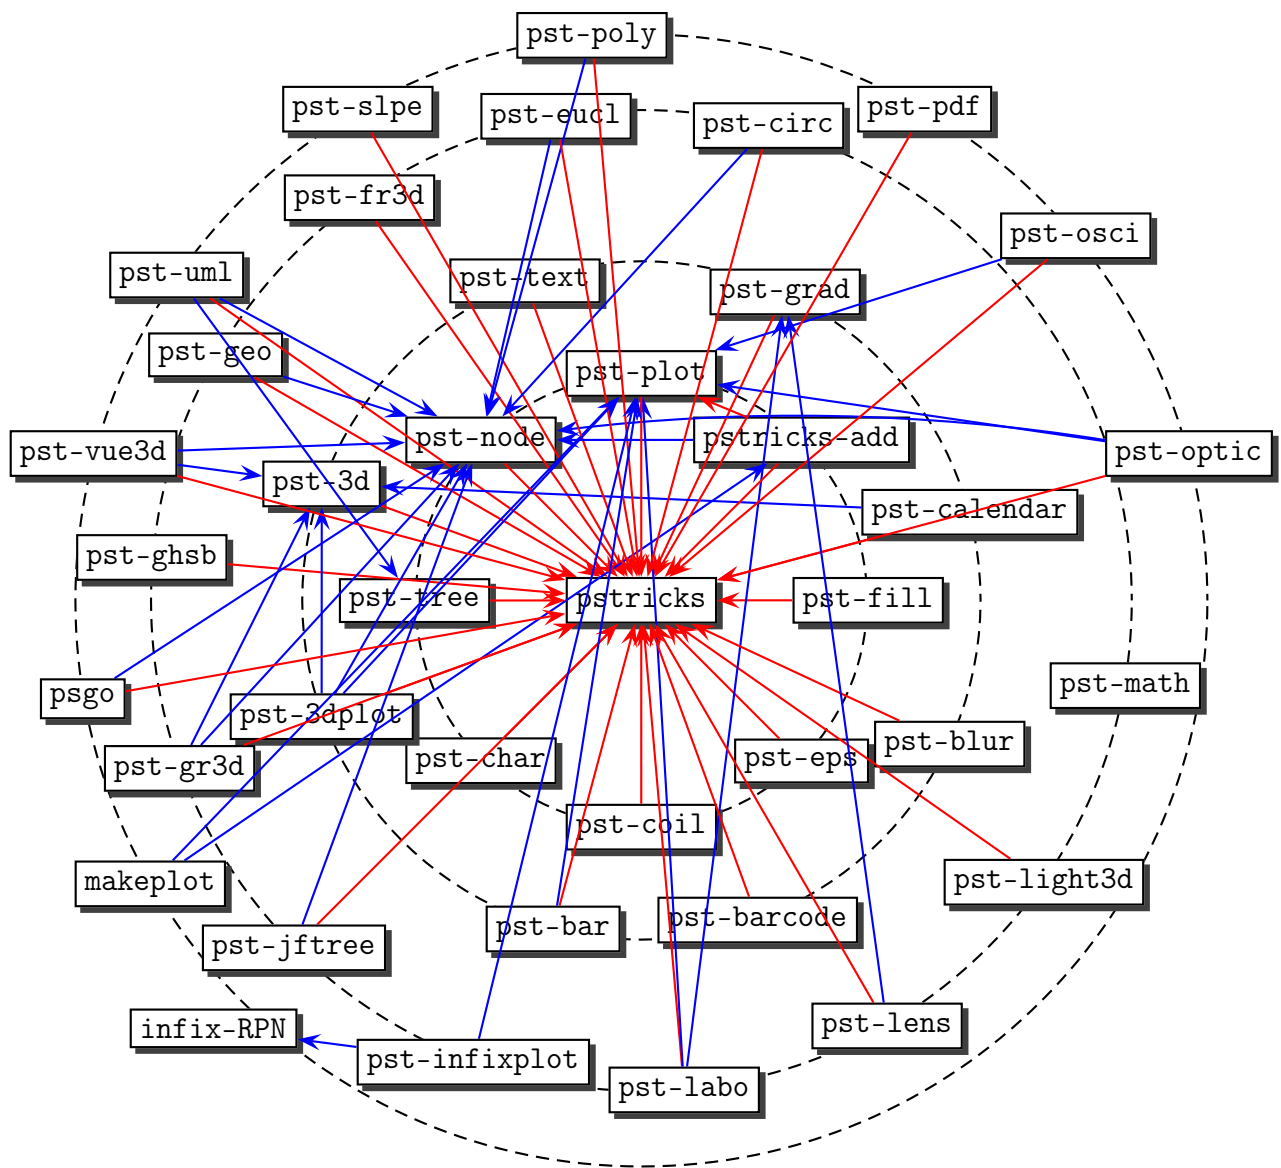 pst-poly
pst-slpe
pst-pdf
pst-eucl
pst-circ
pst-fr3d
pst-osci
pst-uml
pst-text
pst-grad
pst-geo
pst-plot
pst-node
pstricks-add
pst-vue3d
pst-optic
pst-3d
pst-calendar
pst-ghsb
pst-tree
pstricks
pst-fill
pst-math
psgo
pst-3dplot
pst-blur
pst-gr3d
pst-char
pst-eps
pst-coil
makeplot
pst-light3d
pst-barcode
pst-bar
pst-jftree
pst-lens
infix-RPN
pst-infixplot
pst-labo